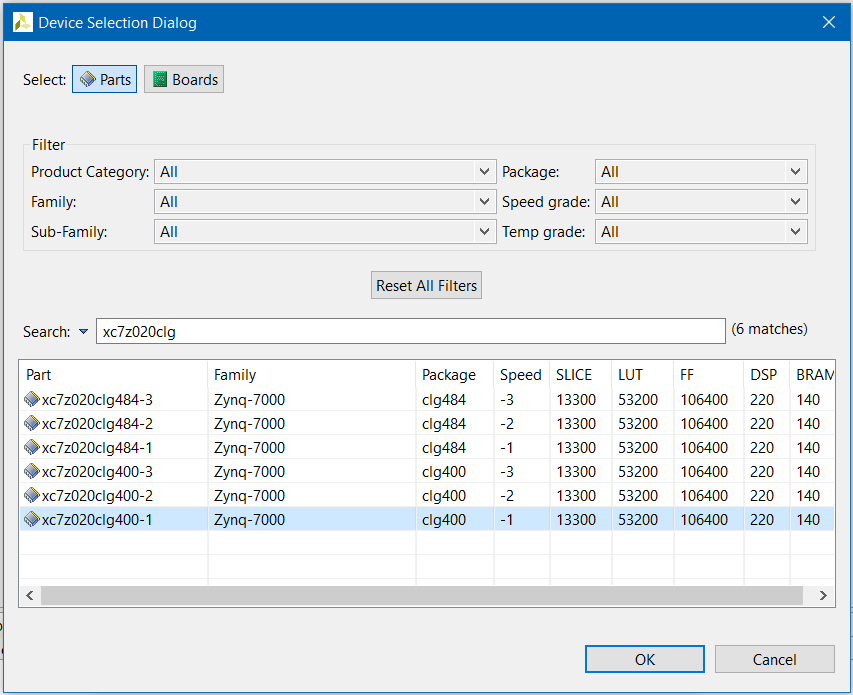 Device Selection Dialog
Select: Parts Boards
Filter
Product Category: All Package: All
Family: All Speed grade: All
Sub-Family: All Temp grade: All
Reset All Filters
Search: xc7z020clg (6 matches)
Part Family Package Speed SLICE LUT FF DSP BRAM
xc7z020clg484-3 Zynq-7000 clg484 -3 13300 53200 106400 220 140
xc7z020clg484-2 Zynq-7000 clg484 -2 13300 53200 106400 220 140
xc7z020clg484-1 Zynq-7000 clg484 -1 13300 53200 106400 220 140
xc7z020clg400-3 Zynq-7000 clg400 -3 13300 53200 106400 220 140
xc7z020clg400-2 Zynq-7000 clg400 -2 13300 53200 106400 220 140
xc7z020clg400-1 Zynq-7000 clg400 -1 13300 53200 106400 220 140
OK Cancel